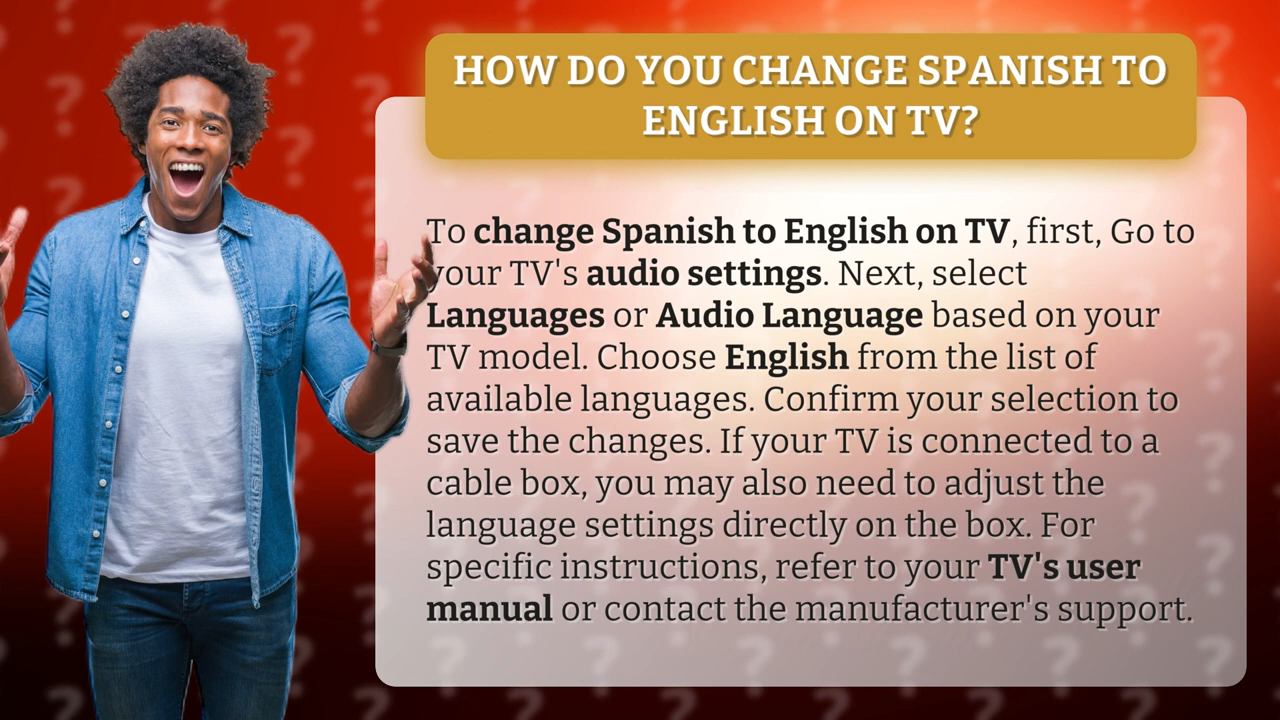 HOW DO YOU CHANGE SPANISH TO
ENGLISH ON TV?
To change Spanish to English on TV, first, Go to
your TV's audio settings. Next, select
Languages or Audio Language based on your
TV model. Choose English from the list of
available languages. Confirm your selection to
save the changes. If your TV is connected to a
cable box, you may also need to adjust the
language settings directly on the box. For
specific instructions, refer to your TV's user
manual or contact the manufacturer's support.